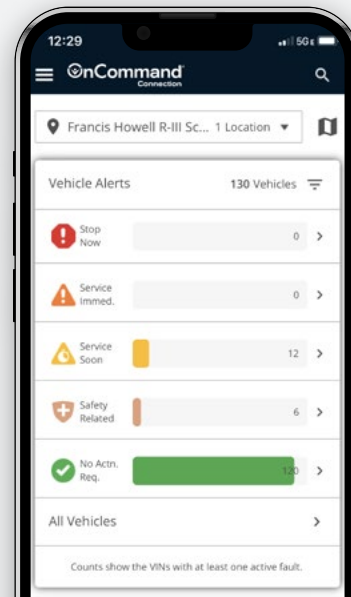 12:29
5G E
OnCommand
Connection
Francis Howell R-III Sc... 1 Location
Vehicle Alerts 130 Vehicles
Stop
Now
0
Service
Immed.
0
Service
Soon
12
Safety
Related
6
No Actn.
Req.
120
All Vehicles
Counts show the VINs with at least one active fault.